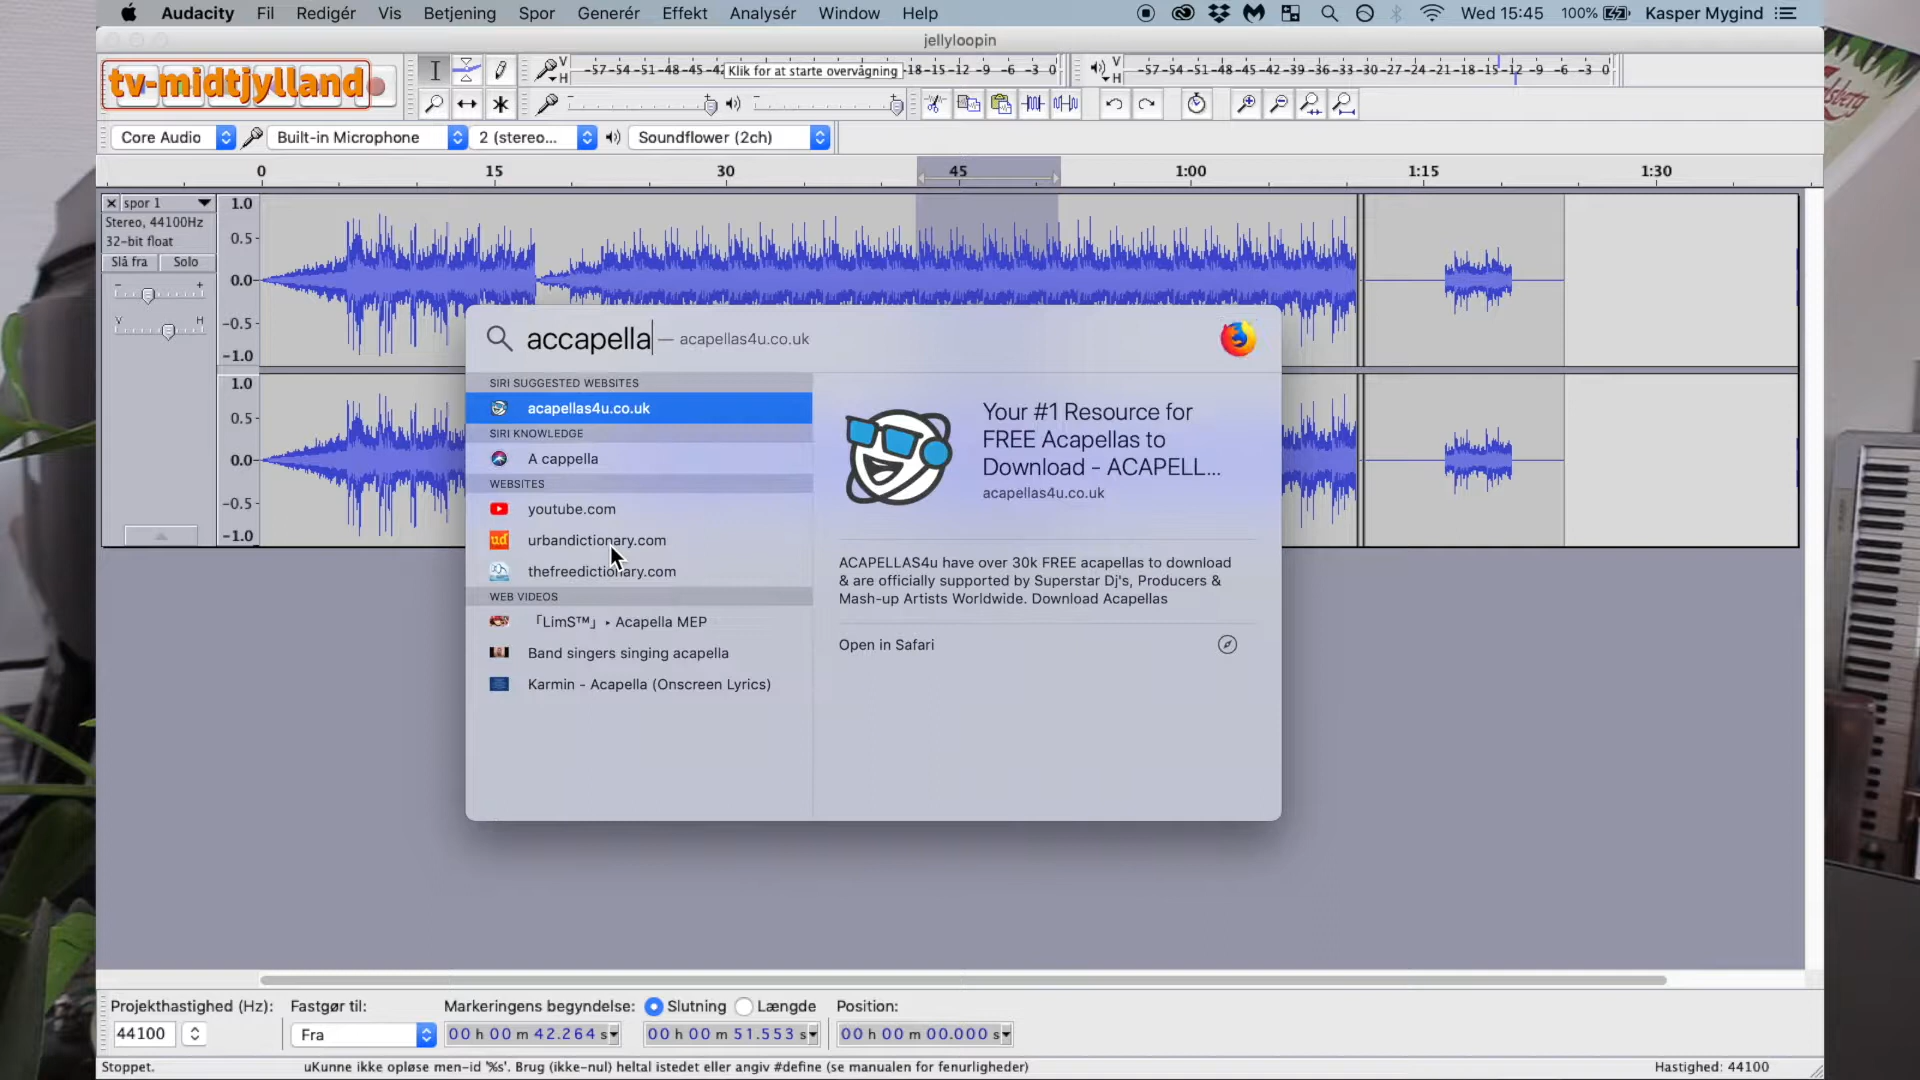 Audacity Fil Redigér Vis Betjening Spor Generér Effekt Analysér Window Help Wed 15:45 100% Kasper Mygind
jellyloopin
tv-midtjylland
V
H
-57 -54 -51 -48 -45 -42 Klik for at starte overvågning -18 -15 -12 -9 -6 -3 0
V
H
-57 -54 -51 -48 -45 -42 -39 -36 -33 -30 -27 -24 -21 -18 -15 -12 -9 -6 -3 0
Core Audio Built-in Microphone 2 (stereo... Soundflower (2ch)
0 15 30 45 1:00 1:15 1:30
spor 1
Stereo, 44100Hz
32-bit float
Slå fra Solo
- +
V H
1.0
0.5
0.0
-0.5
-1.0
1.0
0.5
0.0
-0.5
-1.0
accapella — acapellas4u.co.uk
SIRI SUGGESTED WEBSITES
acapellas4u.co.uk
SIRI KNOWLEDGE
A cappella
WEBSITES
youtube.com
ud urbandictionary.com
thefreedictionary.com
WEB VIDEOS
「LimS™」 ‣ Acapella MEP
Band singers singing acapella
Karmin - Acapella (Onscreen Lyrics)
Your #1 Resource for
FREE Acapellas to
Download - ACAPELL...
acapellas4u.co.uk
ACAPELLAS4u have over 30k FREE acapellas to download
& are officially supported by Superstar Dj's, Producers &
Mash-up Artists Worldwide. Download Acapellas
Open in Safari
Projekthastighed (Hz): Fastgør til: Markeringens begyndelse: Slutning Længde Position:
44100 Fra 00 h 00 m 42.264 s 00 h 00 m 51.553 s 00 h 00 m 00.000 s
Stoppet. uKunne ikke opløse men-id '%s'. Brug (ikke-nul) heltal istedet eller angiv #define (se manualen for fenurligheder) Hastighed: 44100